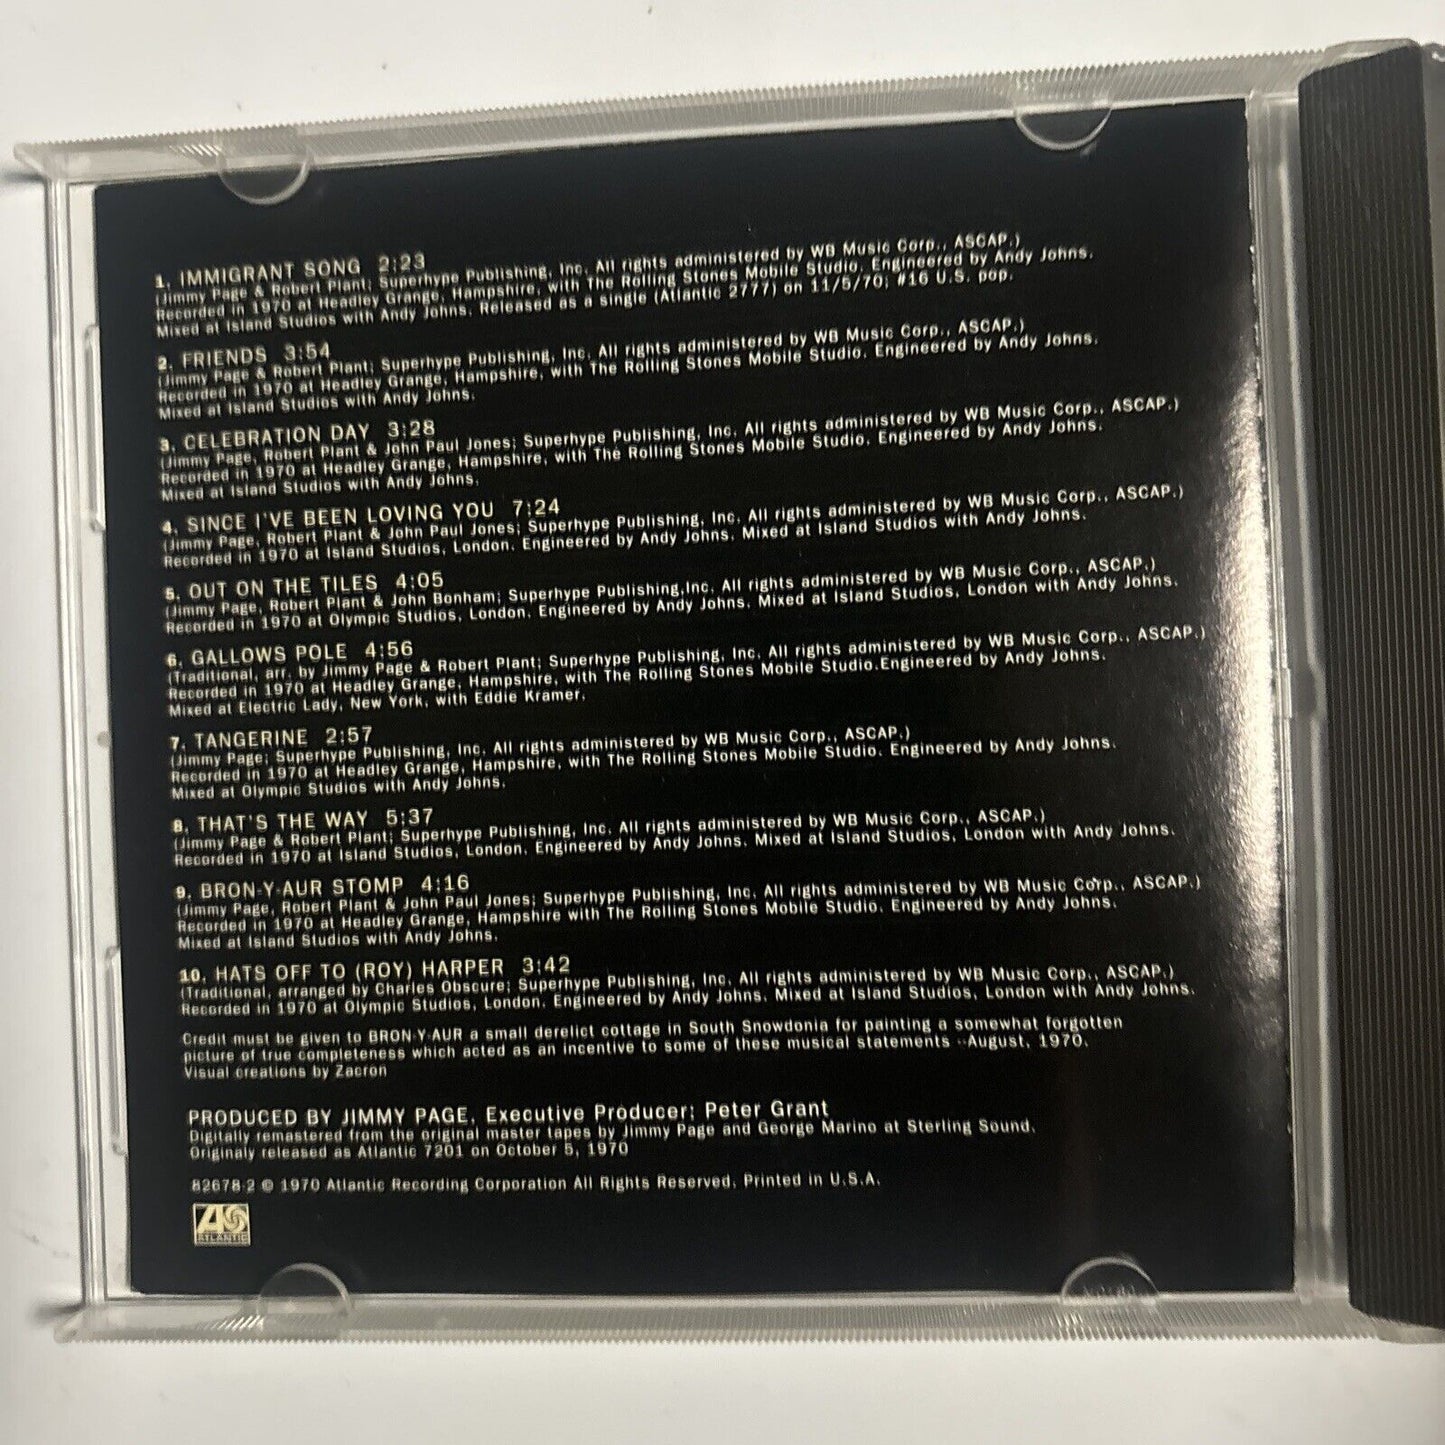 1. IMMIGRANT SONG 2:23
(Jimmy Page & Robert Plant; Superhype Publishing, Inc. All rights administered by WB Music Corp., ASCAP.)
Recorded in 1970 at Headley Grange, Hampshire, with The Rolling Stones Mobile Studio. Engineered by Andy Johns.
Mixed at Island Studios with Andy Johns. Released as a single (Atlantic 2777) on 11/5/70; #16 U.S. pop.
2. FRIENDS 3:54
(Jimmy Page & Robert Plant; Superhype Publishing, Inc. All rights administered by WB Music Corp., ASCAP.)
Recorded in 1970 at Headley Grange, Hampshire, with The Rolling Stones Mobile Studio. Engineered by Andy Johns.
Mixed at Island Studios with Andy Johns.
3. CELEBRATION DAY 3:28
(Jimmy Page, Robert Plant & John Paul Jones; Superhype Publishing, Inc. All rights administered by WB Music Corp., ASCAP.)
Recorded in 1970 at Headley Grange, Hampshire, with The Rolling Stones Mobile Studio. Engineered by Andy Johns.
Mixed at Island Studios with Andy Johns.
4. SINCE I'VE BEEN LOVING YOU 7:24
(Jimmy Page, Robert Plant & John Paul Jones; Superhype Publishing, Inc. All rights administered by WB Music Corp., ASCAP.)
Recorded in 1970 at Island Studios, London. Engineered by Andy Johns. Mixed at Island Studios with Andy Johns.
5. OUT ON THE TILES 4:05
(Jimmy Page, Robert Plant & John Bonham; Superhype Publishing,Inc. All rights administered by WB Music Corp., ASCAP.)
Recorded in 1970 at Olympic Studios, London. Engineered by Andy Johns. Mixed at Island Studios, London with Andy Johns.
6. GALLOWS POLE 4:56
(Traditional, arr. by Jimmy Page & Robert Plant; Superhype Publishing, Inc. All rights administered by WB Music Corp., ASCAP.)
Recorded in 1970 at Headley Grange, Hampshire, with The Rolling Stones Mobile Studio.Engineered by Andy Johns.
Mixed at Electric Lady, New York, with Eddie Kramer.
7. TANGERINE 2:57
(Jimmy Page; Superhype Publishing, Inc. All rights administered by WB Music Corp., ASCAP.)
Recorded in 1970 at Headley Grange, Hampshire, with The Rolling Stones Mobile Studio. Engineered by Andy Johns.
Mixed at Olympic Studios with Andy Johns.
8. THAT'S THE WAY 5:37
(Jimmy Page & Robert Plant; Superhype Publishing, Inc. All rights administered by WB Music Corp., ASCAP.)
Recorded in 1970 at Island Studios, London. Engineered by Andy Johns. Mixed at Island Studios, London with Andy Johns.
9. BRON-Y-AUR STOMP 4:16
(Jimmy Page, Robert Plant & John Paul Jones; Superhype Publishing, Inc. All rights administered by WB Music Corp., ASCAP.)
Recorded in 1970 at Headley Grange, Hampshire with The Rolling Stones Mobile Studio. Engineered by Andy Johns.
Mixed at Island Studios with Andy Johns.
10. HATS OFF TO (ROY) HARPER 3:42
(Traditional, arranged by Charles Obscure; Superhype Publishing, Inc. All rights administered by WB Music Corp., ASCAP.)
Recorded in 1970 at Olympic Studios, London. Engineered by Andy Johns. Mixed at Island Studios, London with Andy Johns.
Credit must be given to BRON-Y-AUR a small derelict cottage in South Snowdonia for painting a somewhat forgotten
picture of true completeness which acted as an incentive to some of these musical statements --August, 1970.
Visual creations by Zacron
PRODUCED BY JIMMY PAGE. Executive Producer: Peter Grant
Digitally remastered from the original master tapes by Jimmy Page and George Marino at Sterling Sound.
Originaly released as Atlantic 7201 on October 5, 1970
82678-2 © 1970 Atlantic Recording Corporation All Rights Reserved. Printed in U.S.A.
ATLANTIC